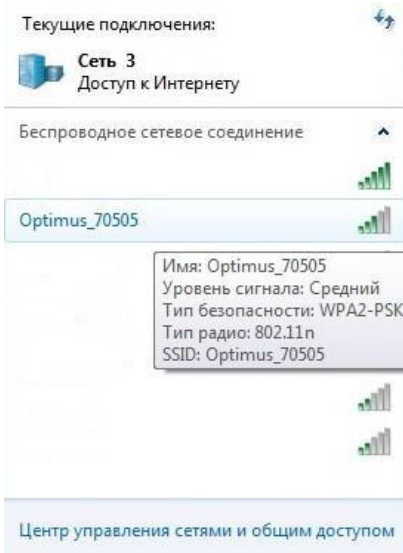 Текущие подключения:
Сеть 3
Доступ к Интернету
Беспроводное сетевое соединение
Optimus_70505
Имя: Optimus_70505
Уровень сигнала: Средний
Тип безопасности: WPA2-PSK
Тип радио: 802.11n
SSID: Optimus_70505
Центр управления сетями и общим доступом